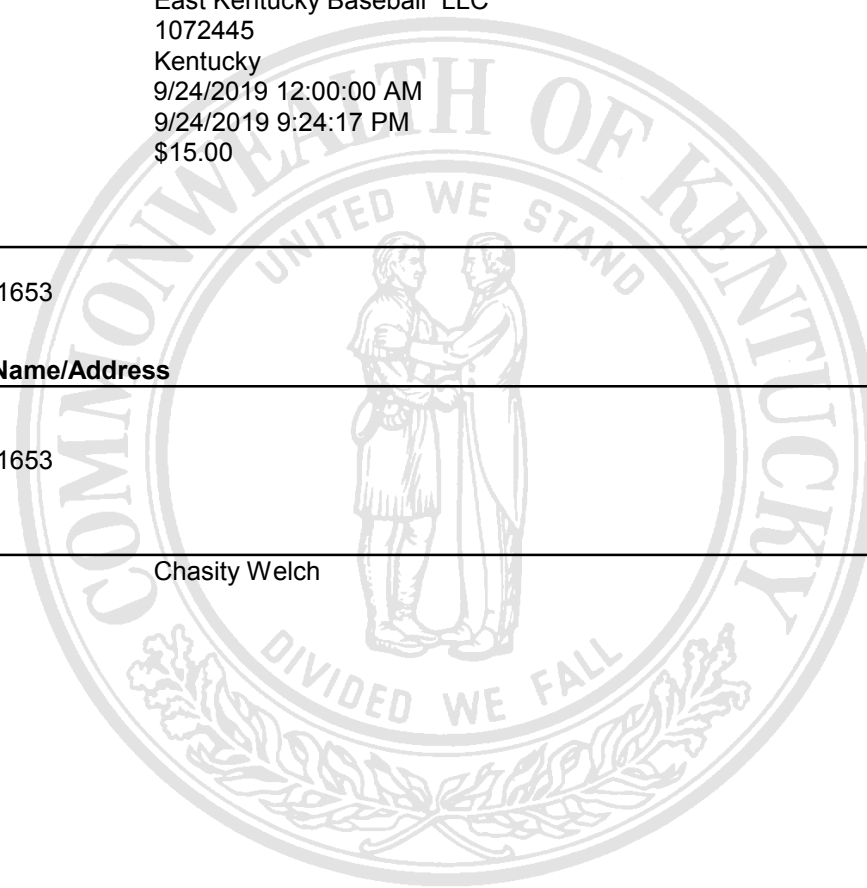 East Kentucky Baseball LLC
1072445
Kentucky
9/24/2019 12:00:00 AM
9/24/2019 9:24:17 PM
$15.00
COMMONWEALTH OF KENTUCKY
UNITED WE STAND
1653
Name/Address
1653
Chasity Welch
DIVIDED WE FALL